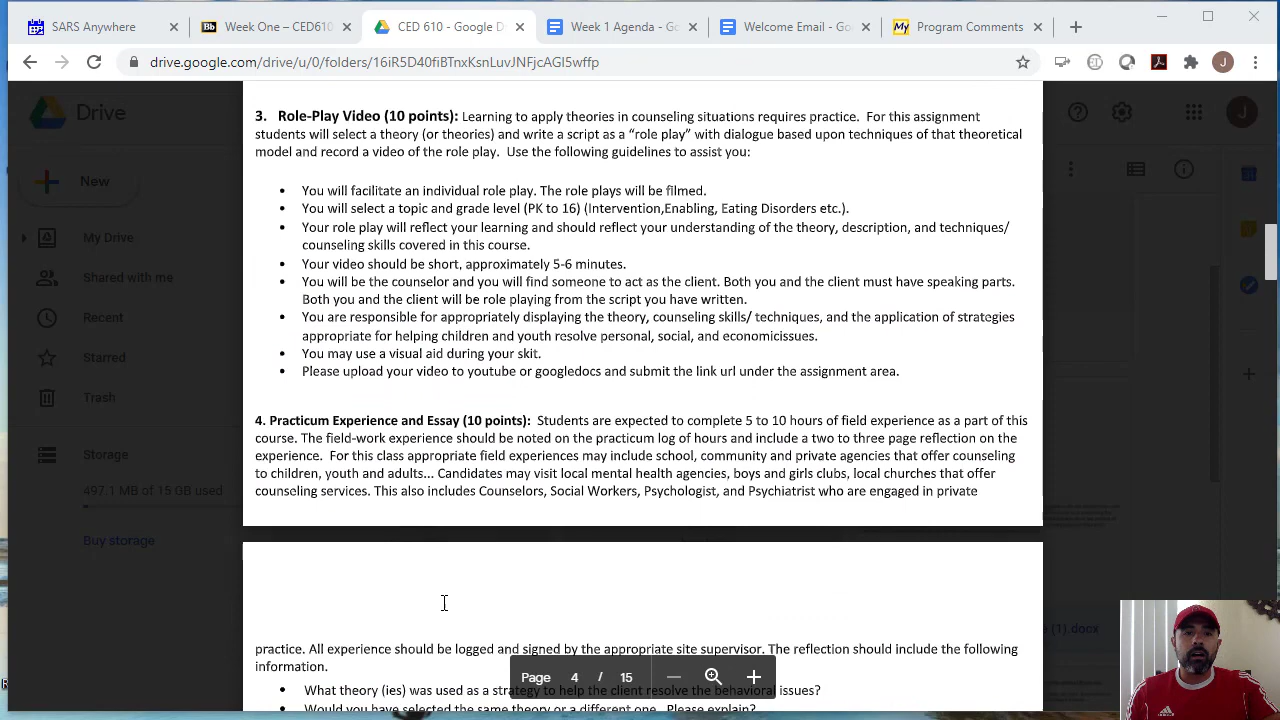 SARS Anywhere
Week One – CED610
CED 610 - Google D
Week 1 Agenda - Go
Welcome Email - Go
Program Comments
drive.google.com/drive/u/0/folders/16iR5D40fiBTnxKsnLuvJNFjcAGI5wffp
Drive
New
My Drive
Shared with me
Recent
Starred
Trash
Storage
497.1 MB of 15 GB used
Buy storage
3. Role-Play Video (10 points): Learning to apply theories in counseling situations requires practice. For this assignment
students will select a theory (or theories) and write a script as a “role play” with dialogue based upon techniques of that theoretical
model and record a video of the role play. Use the following guidelines to assist you:
• You will facilitate an individual role play. The role plays will be filmed.
• You will select a topic and grade level (PK to 16) (Intervention,Enabling, Eating Disorders etc.).
• Your role play will reflect your learning and should reflect your understanding of the theory, description, and techniques/
counseling skills covered in this course.
• Your video should be short, approximately 5-6 minutes.
• You will be the counselor and you will find someone to act as the client. Both you and the client must have speaking parts.
Both you and the client will be role playing from the script you have written.
• You are responsible for appropriately displaying the theory, counseling skills/ techniques, and the application of strategies
appropriate for helping children and youth resolve personal, social, and economicissues.
• You may use a visual aid during your skit.
• Please upload your video to youtube or googledocs and submit the link url under the assignment area.
4. Practicum Experience and Essay (10 points): Students are expected to complete 5 to 10 hours of field experience as a part of this
course. The field-work experience should be noted on the practicum log of hours and include a two to three page reflection on the
experience. For this class appropriate field experiences may include school, community and private agencies that offer counseling
to children, youth and adults... Candidates may visit local mental health agencies, boys and girls clubs, local churches that offer
counseling services. This also includes Counselors, Social Workers, Psychologist, and Psychiatrist who are engaged in private
practice. All experience should be logged and signed by the appropriate site supervisor. The reflection should include the following
information.
• What theory (ies) was used as a strategy to help the client resolve the behavioral issues?
selected the same theory or a different one. Please explain?
Page 4 / 15
(1).docx
J
J